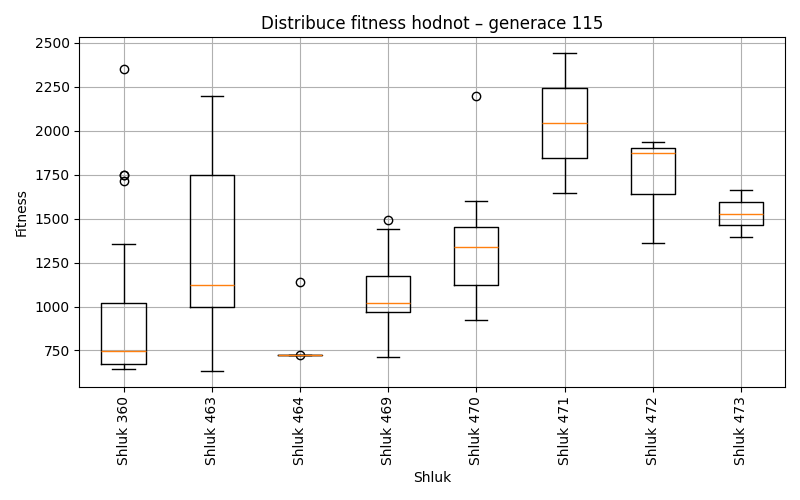 Distribuce fitness hodnot – generace 115
2500
2250
2000
1750
1500
1250
1000
750
Fitness
Shluk 360
Shluk 463
Shluk 464
Shluk 469
Shluk 470
Shluk 471
Shluk 472
Shluk 473
Shluk